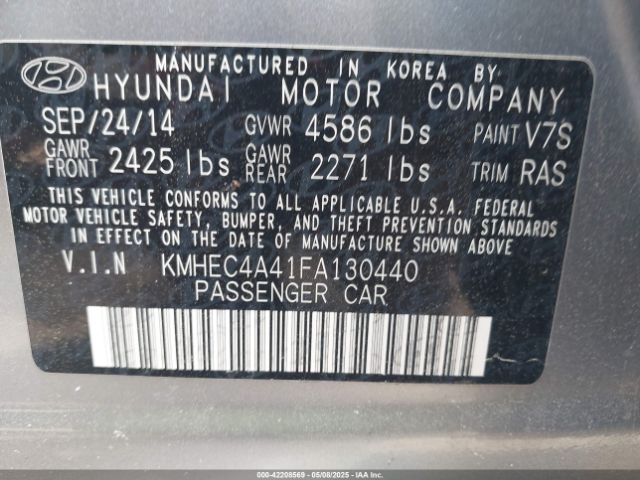 MANUFACTURED IN KOREA BY
HYUNDAI MOTOR COMPANY
SEP/24/14 GVWR 4586 lbs PAINT V7S
GAWR FRONT 2425 lbs GAWR REAR 2271 lbs TRIM RAS
THIS VEHICLE CONFORMS TO ALL APPLICABLE U.S.A. FEDERAL
MOTOR VEHICLE SAFETY, BUMPER, AND THEFT PREVENTION STANDARDS
IN EFFECT ON THE DATE OF MANUFACTURE SHOWN ABOVE
V.I.N KMHEC4A41FA130440
PASSENGER CAR
000-42208569 05/08/2025 COPART